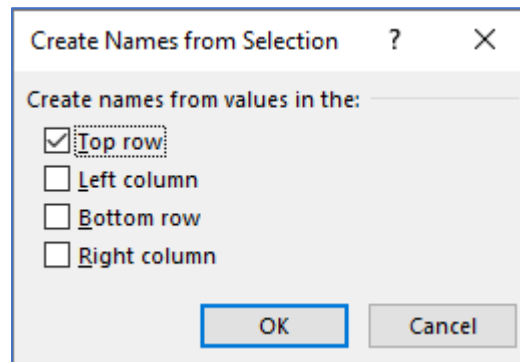 Create Names from Selection ?
Create names from values in the:
Top row
Left column
Bottom row
Right column
OK Cancel